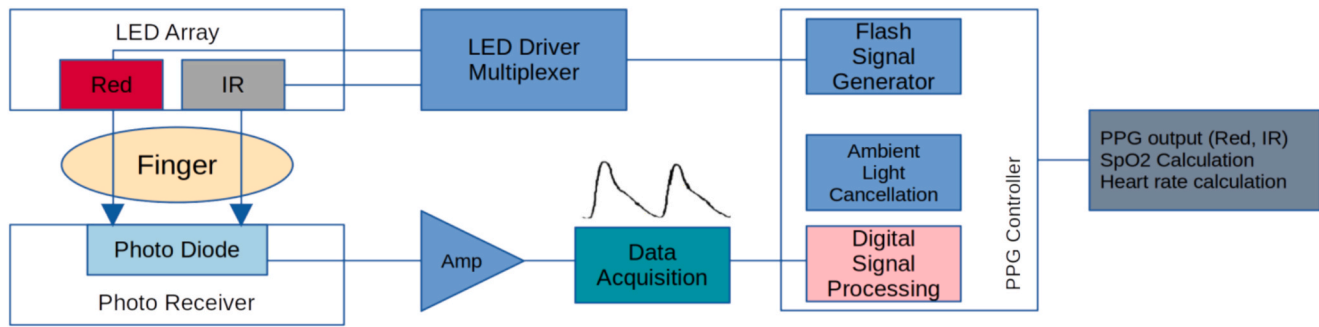 LED Array
Red
IR
LED Driver
Multiplexer
Flash
Signal
Generator
Finger
Ambient
Light
Cancellation
PPG Controller
PPG output (Red, IR)
SpO2 Calculation
Heart rate calculation
Photo Diode
Photo Receiver
Amp
Data
Acquisition
Digital
Signal
Processing